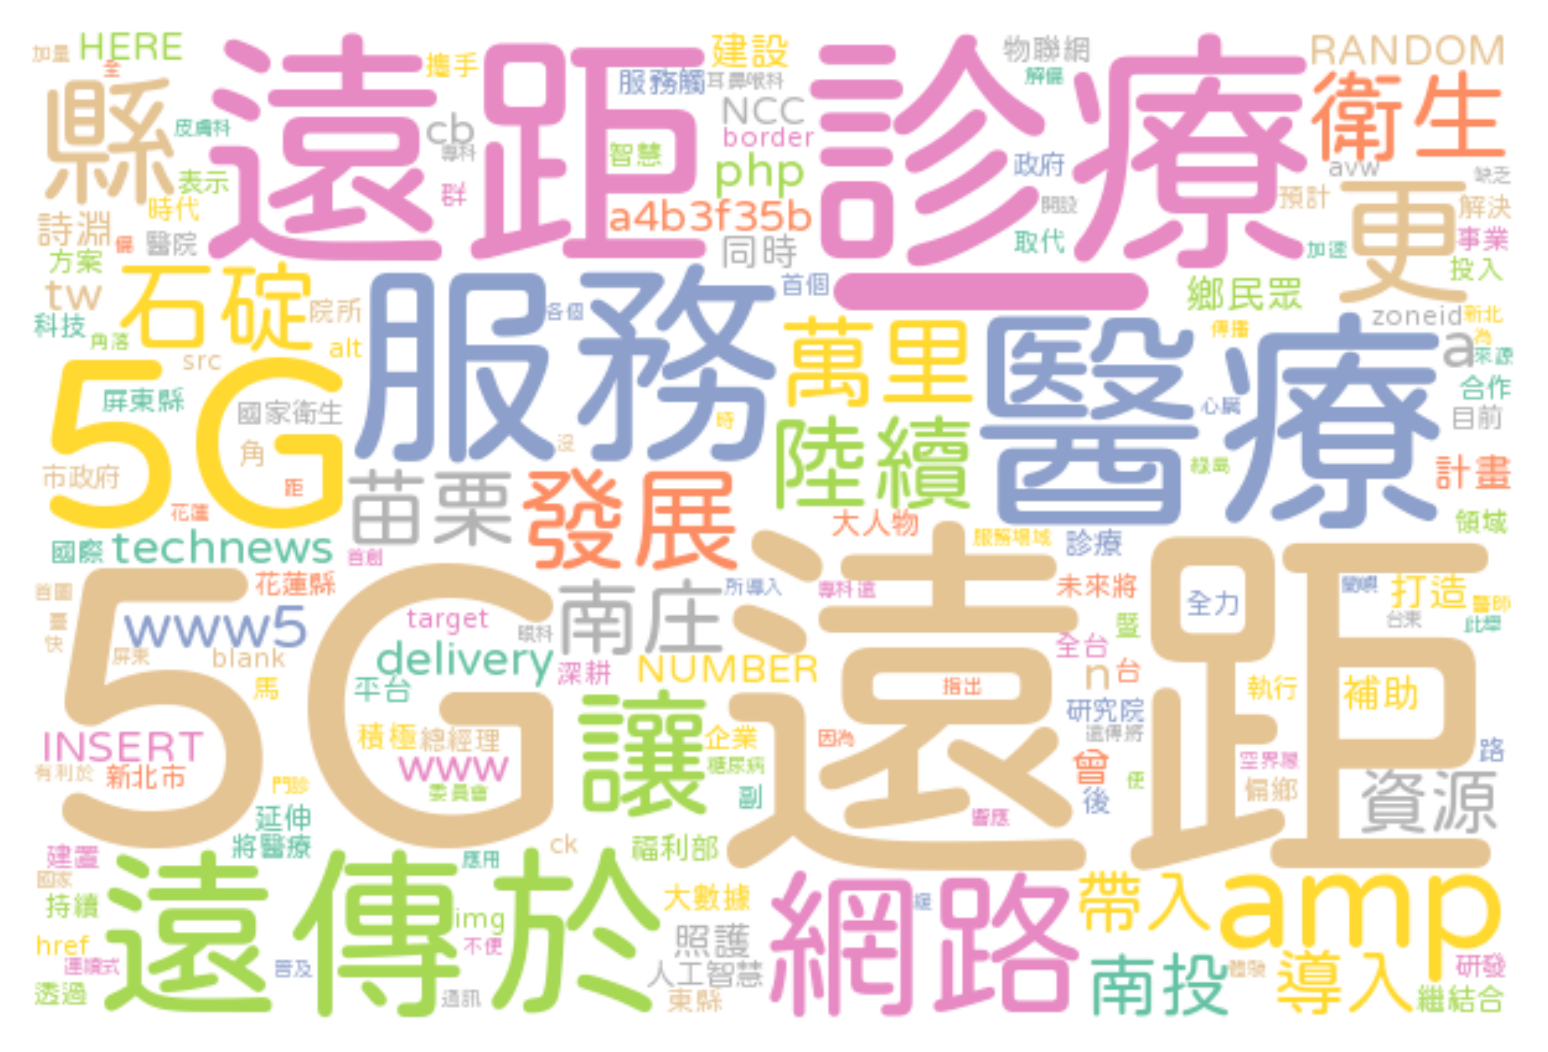 加量
HERE
全
縣
遠距
攜手
建設
服務觸
耳鼻喉科
診療
物聯網
解儷
RANDOM
衛生
皮膚科
cb
專科
NCC
border
智慧
php
政府
avw
缺乏
表示
群
時代
詩淵
儷
醫院
a4b3f35b
同時
開設
取代
預計
加速
更
解決
事業
方案
tw
石碇
院所
科技
角落
src
alt
服務
各個
首個
一
鄉民眾
投入
zoneid
新北
為
來源
a
5G
屏東縣
國家衛生
角
市政府
距
花蓮
沒
時
萬里
陸續
醫療
傳播
心臟
綠島
合作
目前
計畫
苗栗
發展
大人物
服務場域
診療
領域
國際
technews
首創
首圖
花蓮縣
所導入
專科遠
未來將
全力
蘭嶼
打造
醫師
台東
此舉
臺
快
www5
屏東
blank
馬
target
眼科
南庄
delivery
平台
深耕
NUMBER
指出
全台
暨
n
台
執行
補助
5G
遠距
INSERT
有利於
新北市
門診
積極
總經理
www
委員會
讓
企業
糖尿病
副
因為
研究院
遠傳將
曾
後
便
空界履
偏鄉
路
資源
響應
延伸
將醫療
建置
國家
持續
href
連續式
透過
遠傳於
應用
ck
福利部
img
不便
普及
通訊
大數據
照護
人工智慧
東縣
網路
帶入
amp
南投
體發
導入
研發
繼結合